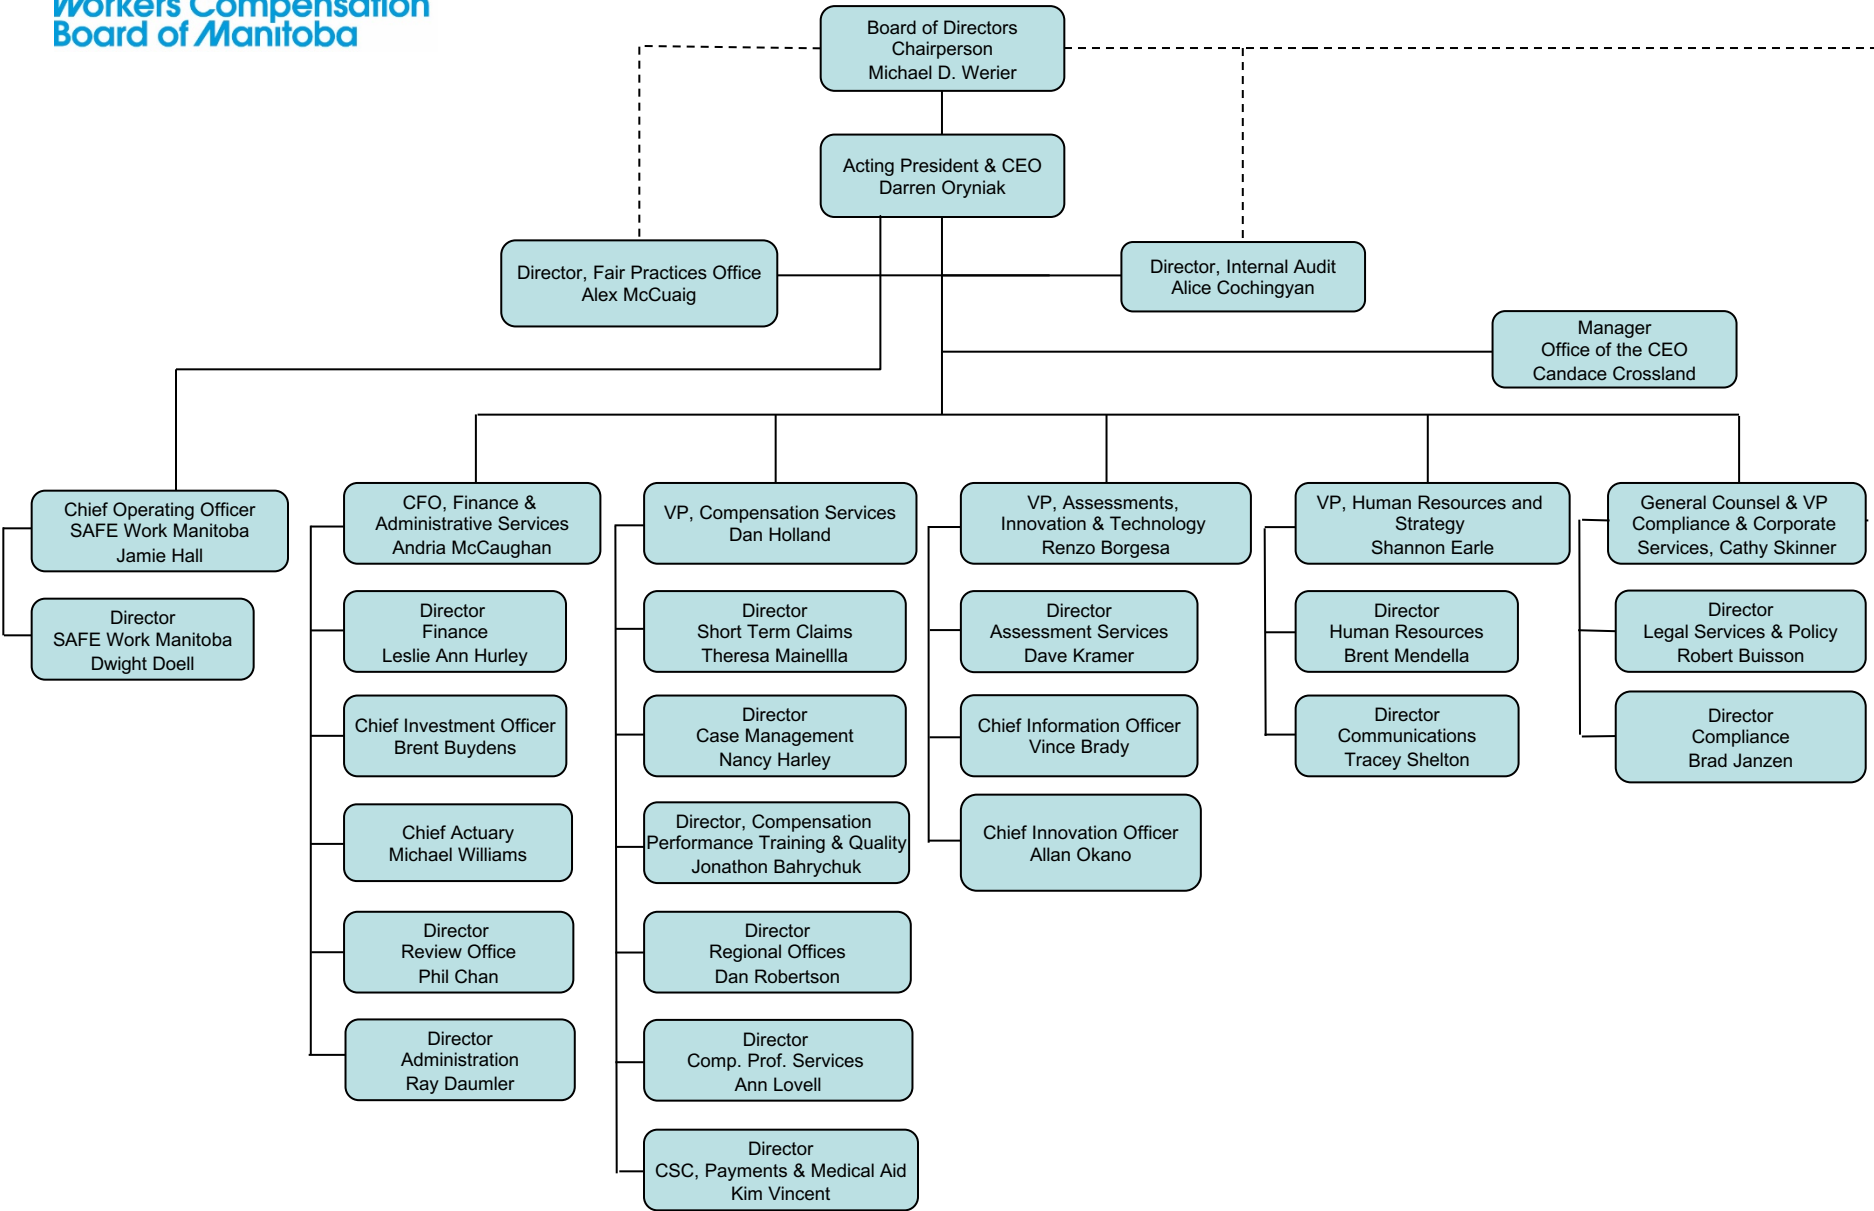 Workers Compensation
Board of Manitoba
Board of Directors
Chairperson
Michael D. Werier
Acting President & CEO
Darren Oryniak
Director, Fair Practices Office
Alex McCuaig
Director, Internal Audit
Alice Cochingyan
Manager
Office of the CEO
Candace Crossland
Chief Operating Officer
SAFE Work Manitoba
Jamie Hall
Director
SAFE Work Manitoba
Dwight Doell
CFO, Finance &
Administrative Services
Andria McCaughan
Director
Finance
Leslie Ann Hurley
Chief Investment Officer
Brent Buydens
Chief Actuary
Michael Williams
Director
Review Office
Phil Chan
Director
Administration
Ray Daumler
VP, Compensation Services
Dan Holland
Director
Short Term Claims
Theresa Mainellla
Director
Case Management
Nancy Harley
Director, Compensation
Performance Training & Quality
Jonathon Bahrychuk
Director
Regional Offices
Dan Robertson
Director
Comp. Prof. Services
Ann Lovell
Director
CSC, Payments & Medical Aid
Kim Vincent
VP, Assessments,
Innovation & Technology
Renzo Borgesa
Director
Assessment Services
Dave Kramer
Chief Information Officer
Vince Brady
Chief Innovation Officer
Allan Okano
VP, Human Resources and
Strategy
Shannon Earle
Director
Human Resources
Brent Mendella
Director
Communications
Tracey Shelton
General Counsel & VP
Compliance & Corporate
Services, Cathy Skinner
Director
Legal Services & Policy
Robert Buisson
Director
Compliance
Brad Janzen